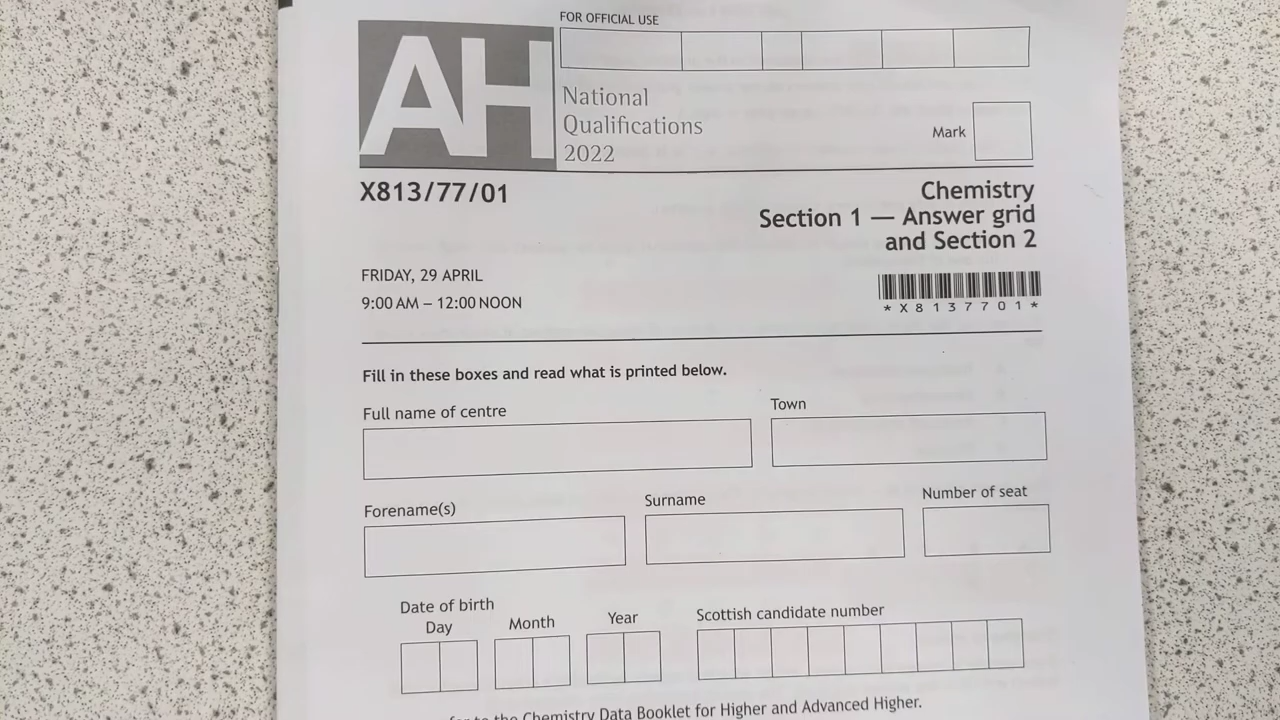 FOR OFFICIAL USE
AH
National
Qualifications
2022
Mark
X813/77/01
Chemistry
Section 1 — Answer grid
and Section 2
FRIDAY, 29 APRIL
9:00 AM – 12:00 NOON
*X8137701*
Fill in these boxes and read what is printed below.
Full name of centre
Town
Forename(s)
Surname
Number of seat
Date of birth
Day
Month
Year
Scottish candidate number
to the Chemistry Data Booklet for Higher and Advanced Higher.